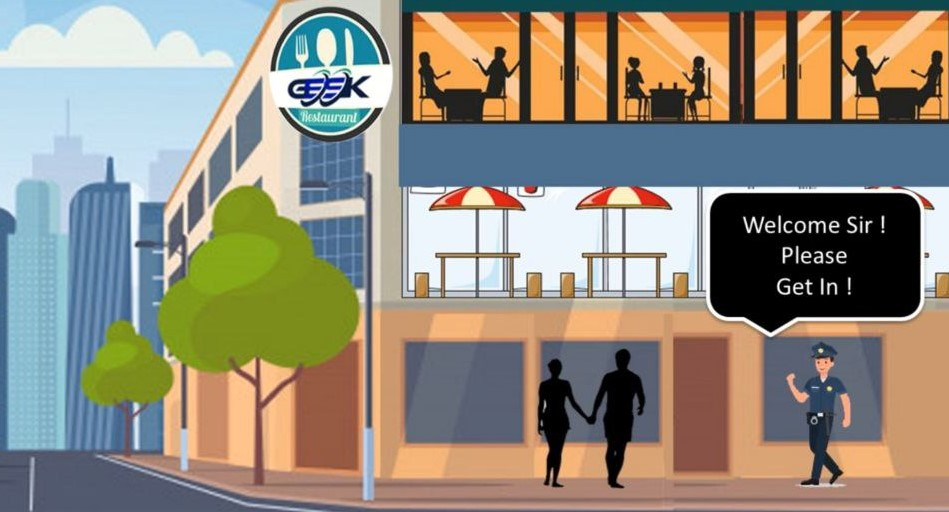 GEEK
Restaurant
Welcome Sir !
Please
Get In !